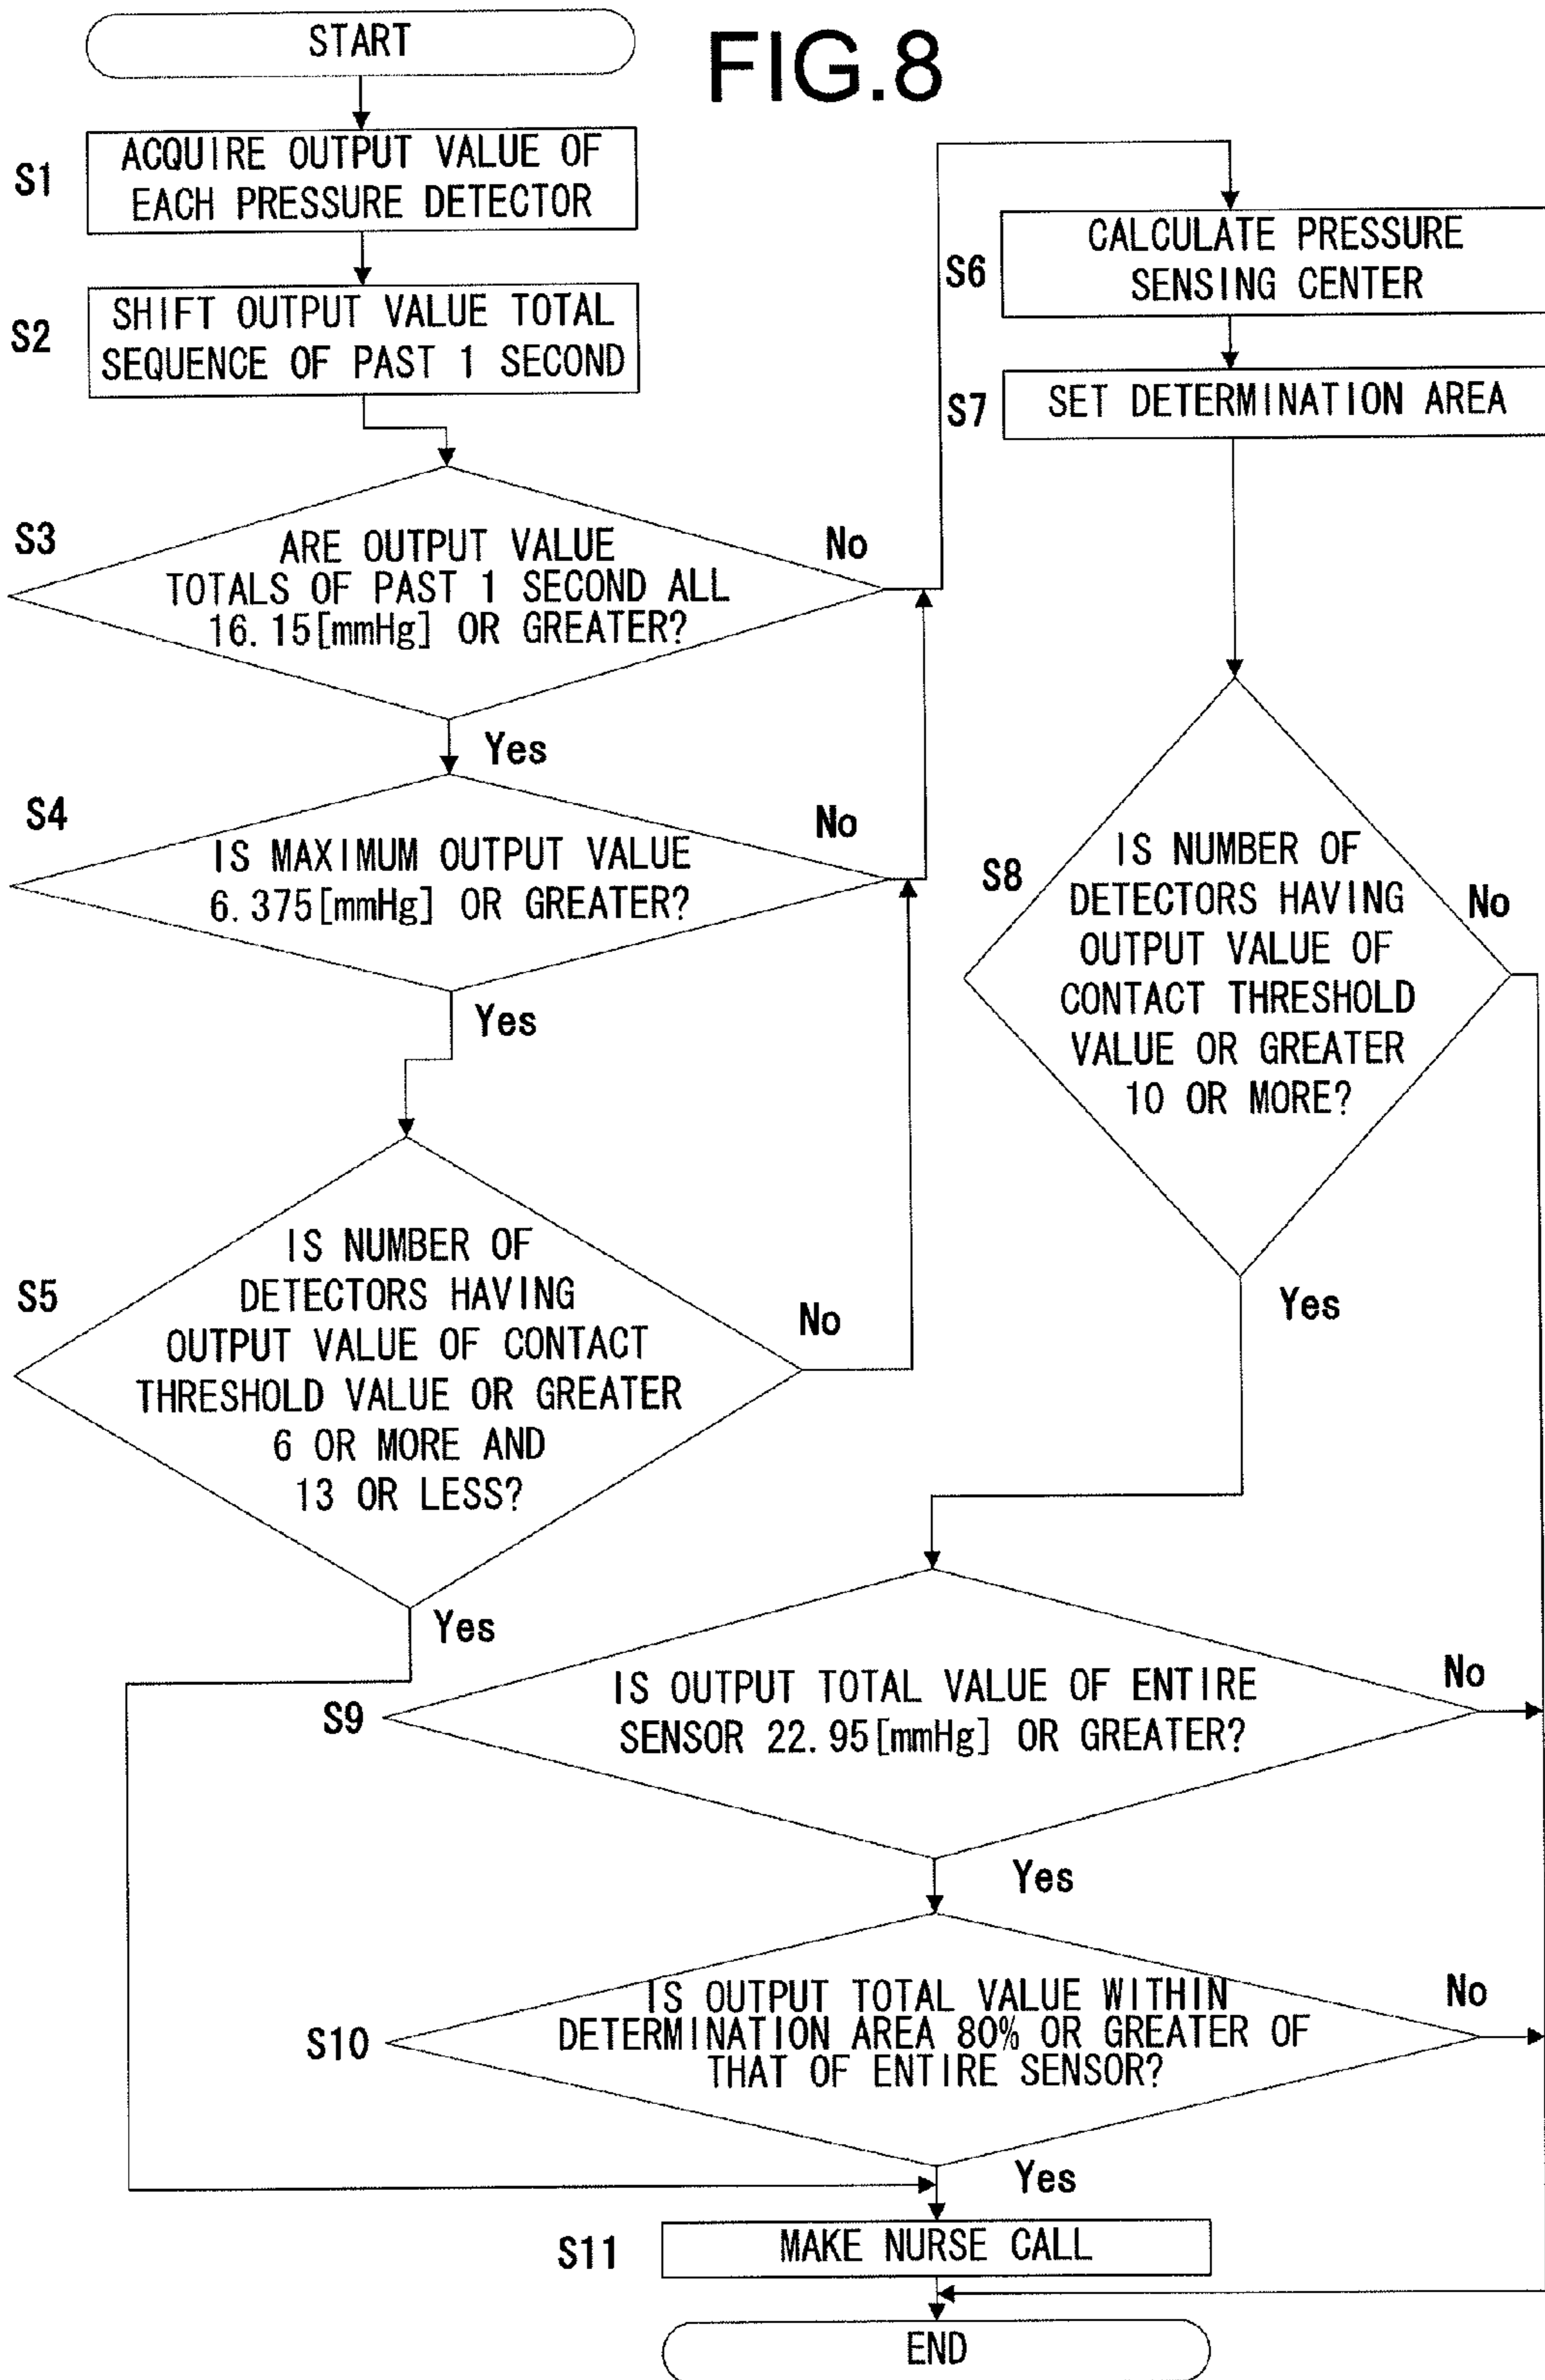 FIG.8
START
S1
ACQUIRE OUTPUT VALUE OF
EACH PRESSURE DETECTOR
S2
SHIFT OUTPUT VALUE TOTAL
SEQUENCE OF PAST 1 SECOND
S3
ARE OUTPUT VALUE
TOTALS OF PAST 1 SECOND ALL
16.15[mmHg] OR GREATER?
No
Yes
S4
IS MAXIMUM OUTPUT VALUE
6.375[mmHg] OR GREATER?
No
Yes
S5
IS NUMBER OF
DETECTORS HAVING
OUTPUT VALUE OF CONTACT
THRESHOLD VALUE OR GREATER
6 OR MORE AND
13 OR LESS?
No
Yes
S6
CALCULATE PRESSURE
SENSING CENTER
S7
SET DETERMINATION AREA
S8
IS NUMBER OF
DETECTORS HAVING
OUTPUT VALUE OF
CONTACT THRESHOLD
VALUE OR GREATER
10 OR MORE?
No
Yes
S9
IS OUTPUT TOTAL VALUE OF ENTIRE
SENSOR 22.95[mmHg] OR GREATER?
No
Yes
S10
IS OUTPUT TOTAL VALUE WITHIN
DETERMINATION AREA 80% OR GREATER OF
THAT OF ENTIRE SENSOR?
No
Yes
S11
MAKE NURSE CALL
END